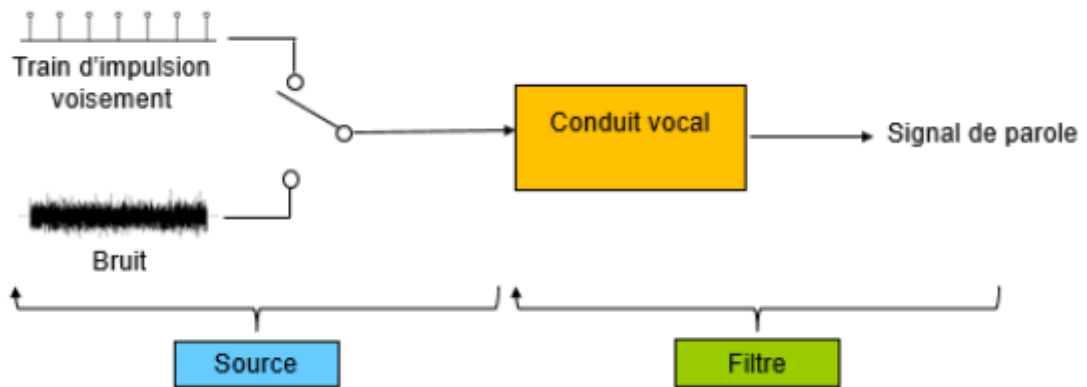 Train d'impulsion
voisement
Conduit vocal
Signal de parole
Bruit
Source
Filtre